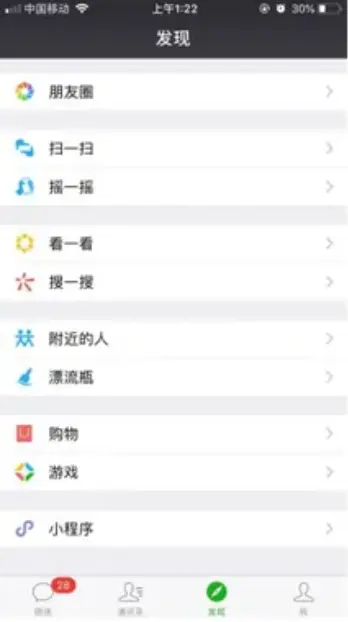 中国移动 上午1:22 30%
发现
朋友圈
扫一扫
摇一摇
看一看
搜一搜
附近的人
漂流瓶
购物
游戏
小程序
28
微信 通讯录 发现 我